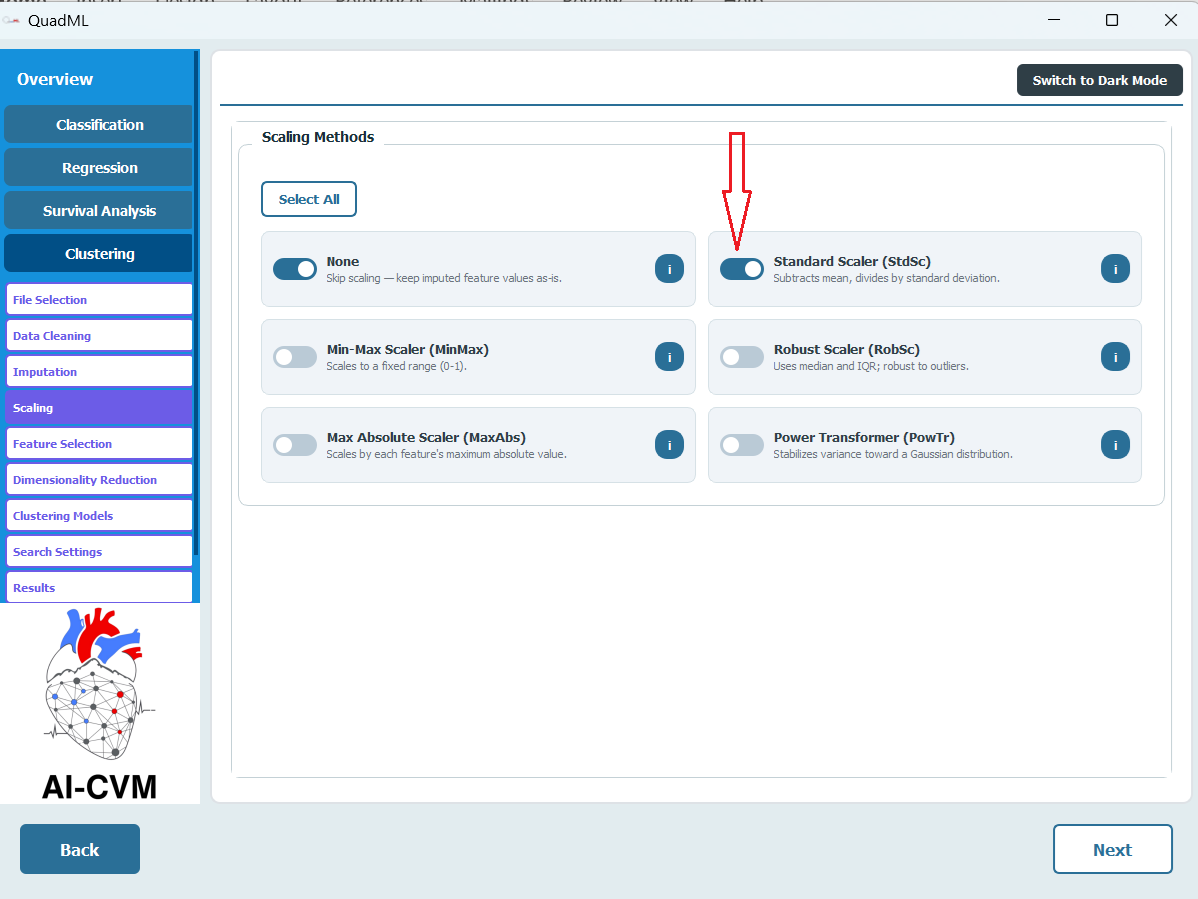 QuadML
Overview
Classification
Regression
Survival Analysis
Clustering
File Selection
Data Cleaning
Imputation
Scaling
Feature Selection
Dimensionality Reduction
Clustering Models
Search Settings
Results
AI-CVM
Switch to Dark Mode
Scaling Methods
Select All
None
Skip scaling — keep imputed feature values as-is.
i
Standard Scaler (StdSc)
Subtracts mean, divides by standard deviation.
i
Min-Max Scaler (MinMax)
Scales to a fixed range (0-1).
i
Robust Scaler (RobSc)
Uses median and IQR; robust to outliers.
i
Max Absolute Scaler (MaxAbs)
Scales by each feature's maximum absolute value.
i
Power Transformer (PowTr)
Stabilizes variance toward a Gaussian distribution.
i
Back
Next